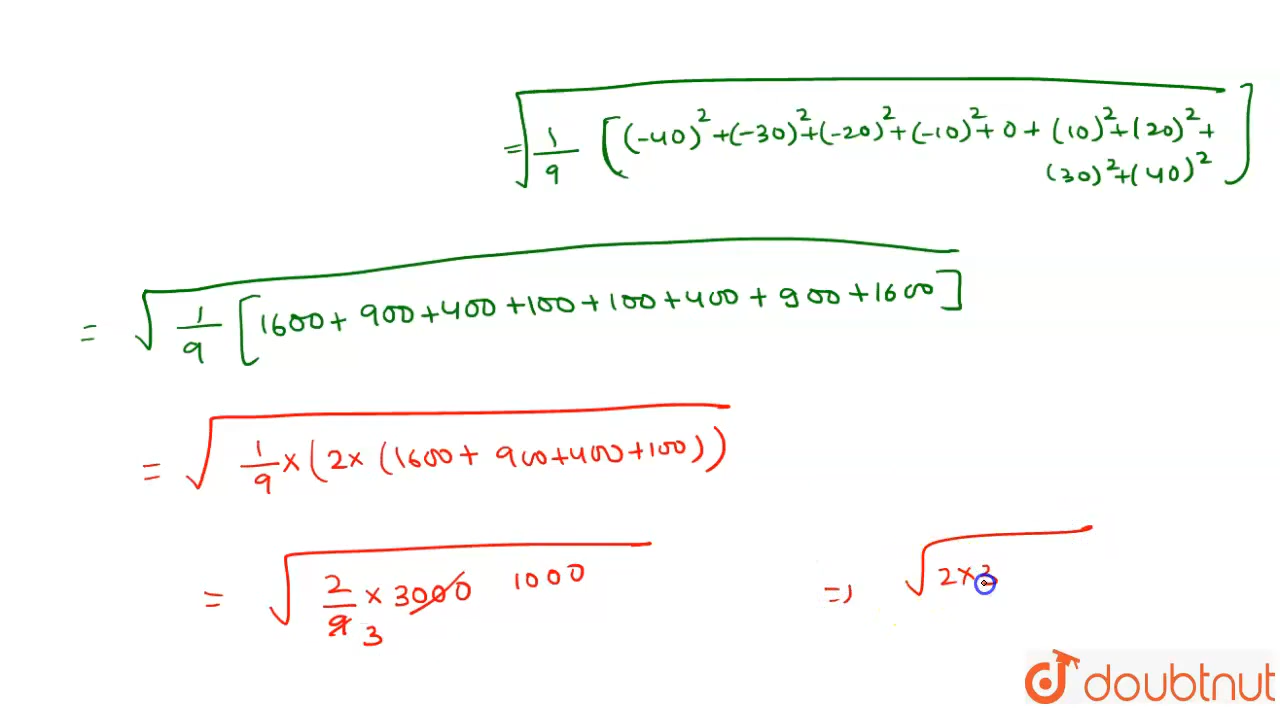 = √ 1/9 [(-40)² + (-30)² + (-20)² + (-10)² + 0 + (10)² + (20)² +
(30)² + (40)²]
= √ 1/9 [1600 + 900 + 400 + 100 + 100 + 400 + 900 + 1600]
= √ 1/9 × (2 × (1600 + 900 + 400 + 100))
= √ 2/9 × 3000 1000
3
=) √ 2×
doubtnut